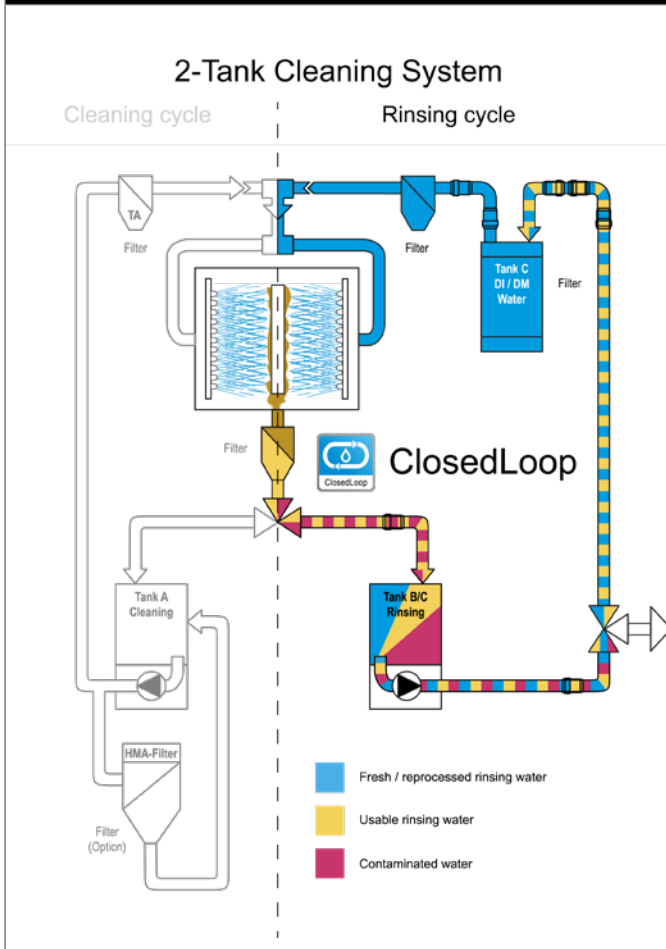 2-Tank Cleaning System
Cleaning cycle
Rinsing cycle
TA
Filter
Filter
Tank C
DI / DM
Water
Filter
Filter
ClosedLoop
ClosedLoop
Tank A
Cleaning
Tank B/C
Rinsing
HMA-Filter
Filter
(Option)
Fresh / reprocessed rinsing water
Usable rinsing water
Contaminated water